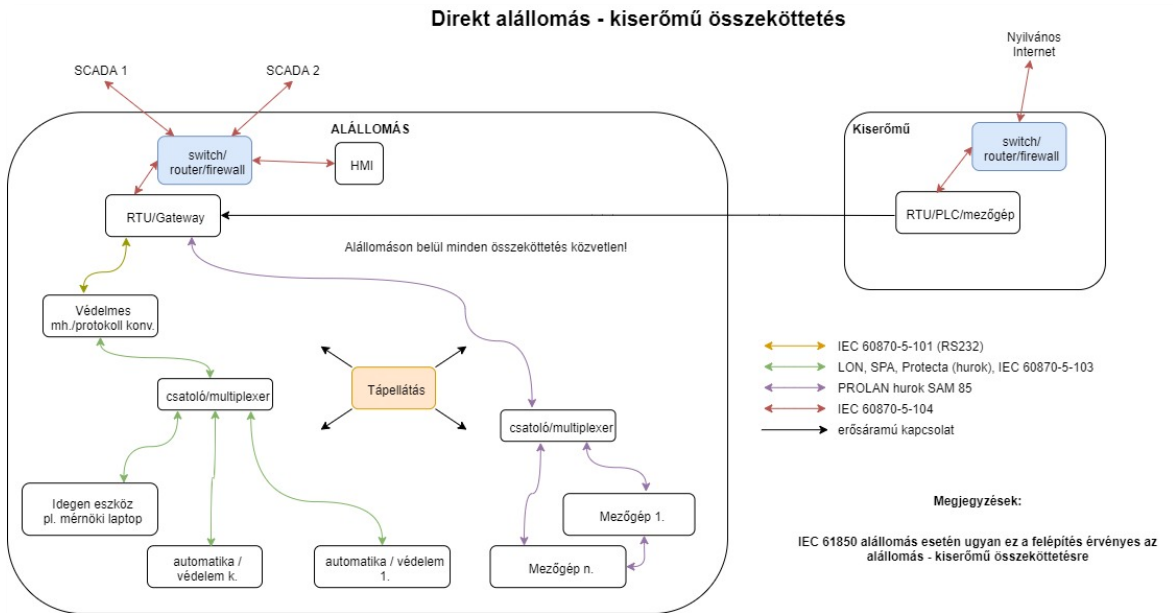 Direkt alállomás - kiserőmű összeköttetés
SCADA 1
SCADA 2
Nyilvános
Internet
ALÁLLOMÁS
switch/
router/firewall
HMI
Kiserőmű
switch/
router/firewall
RTU/Gateway
RTU/PLC/mezőgép
Alállomáson belül minden összeköttetés közvetlen!
Védelmes
mh./protokoll konv.
csatoló/multiplexer
Tápellátás
csatoló/multiplexer
IEC 60870-5-101 (RS232)
LON, SPA, Protecta (hurok), IEC 60870-5-103
PROLAN hurok SAM 85
IEC 60870-5-104
erősáramú kapcsolat
Idegen eszköz
pl. mérnöki laptop
Mezőgép 1.
automatika /
védelem k.
automatika / védelem
1.
Mezőgép n.
Megjegyzések:
IEC 61850 alállomás esetén ugyan ez a felépítés érvényes az
alállomás - kiserőmű összeköttetésre